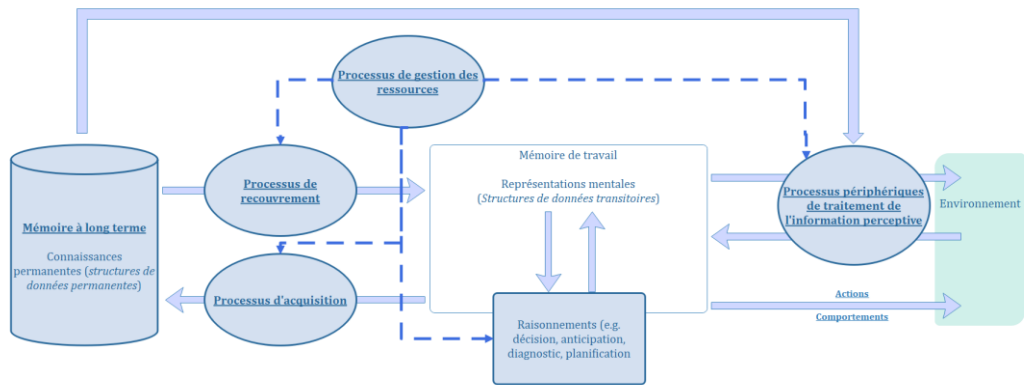 Processus de gestion des
ressources
Mémoire de travail
Représentations mentales
(Structures de données transitoires)
Processus de
recouvrement
Processus périphériques
de traitement de
l'information perceptive
Environnement
Mémoire à long terme
Connaissances
permanentes (structures de
données permanentes)
Processus d'acquisition
Actions
Comportements
Raisonnements (e.g.
décision, anticipation,
diagnostic, planification